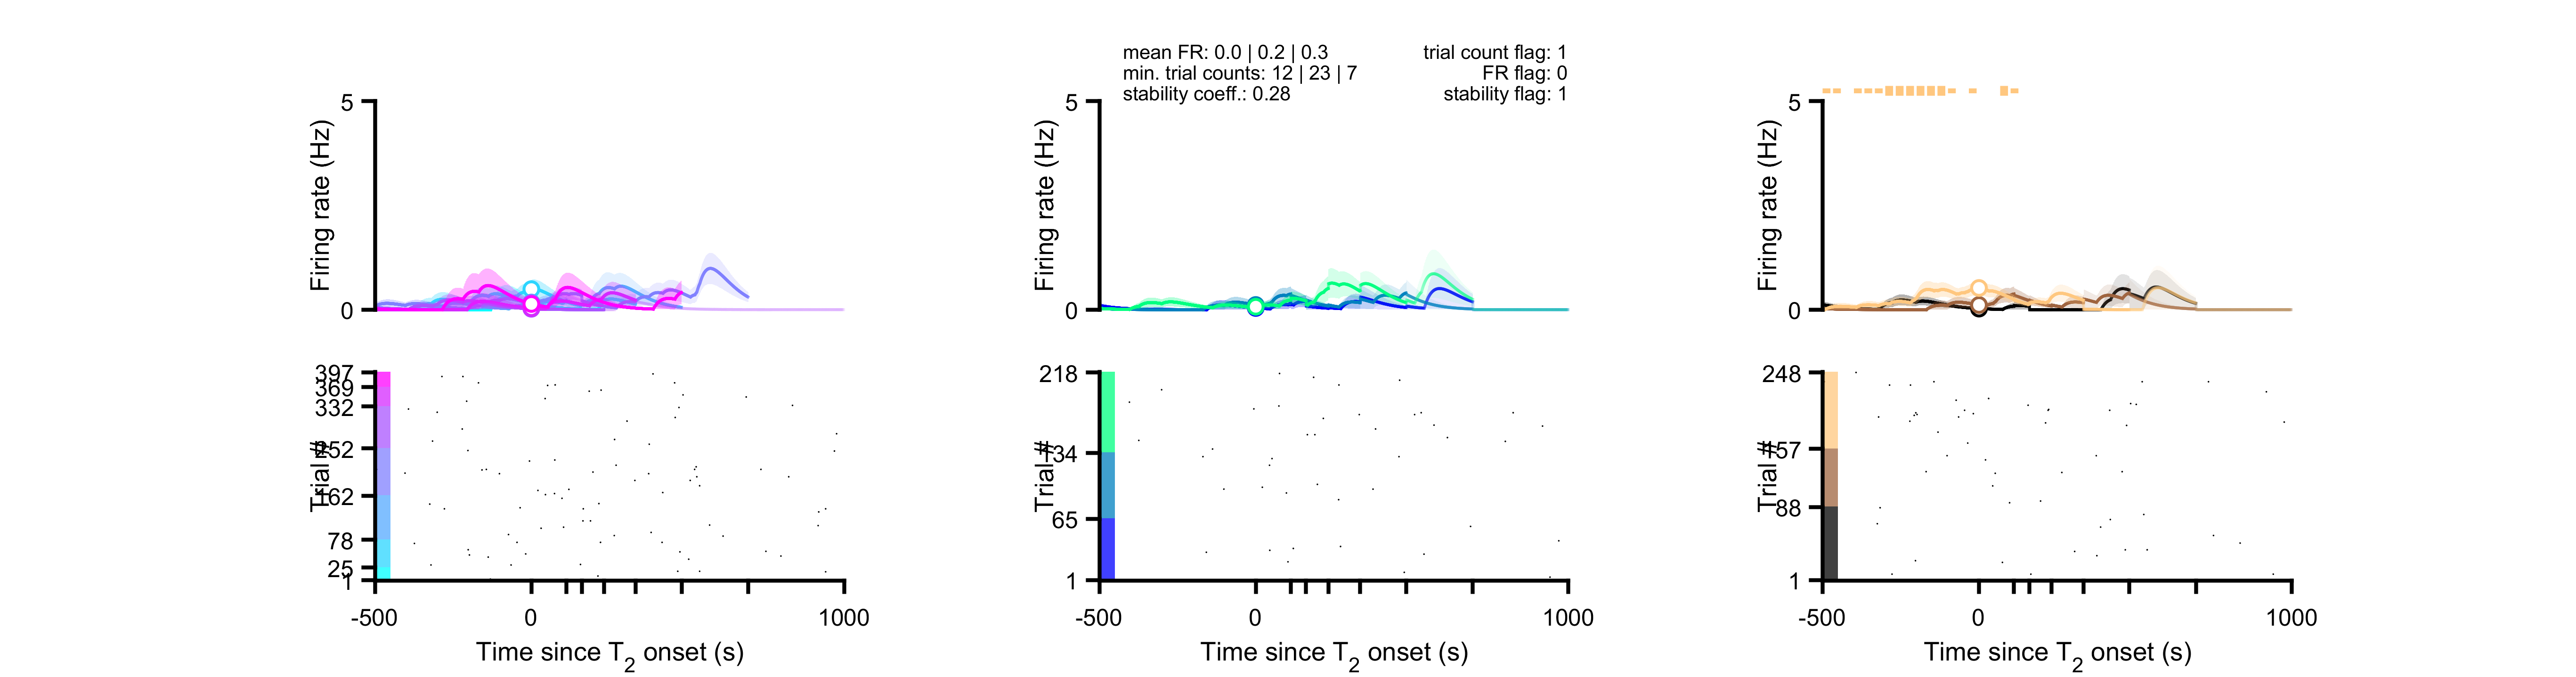 mean FR: 0.0 | 0.2 | 0.3
min. trial counts: 12 | 23 | 7
stability coeff.: 0.28
trial count flag: 1
FR flag: 0
stability flag: 1
5
0
Firing rate (Hz)
5
0
Firing rate (Hz)
5
0
Firing rate (Hz)
397
369
332
252
162
78
25
1
Trial #
-500
0
1000
Time since T2 onset (s)
218
134
65
1
Trial #
-500
0
1000
Time since T2 onset (s)
248
157
88
1
Trial #
-500
0
1000
Time since T2 onset (s)